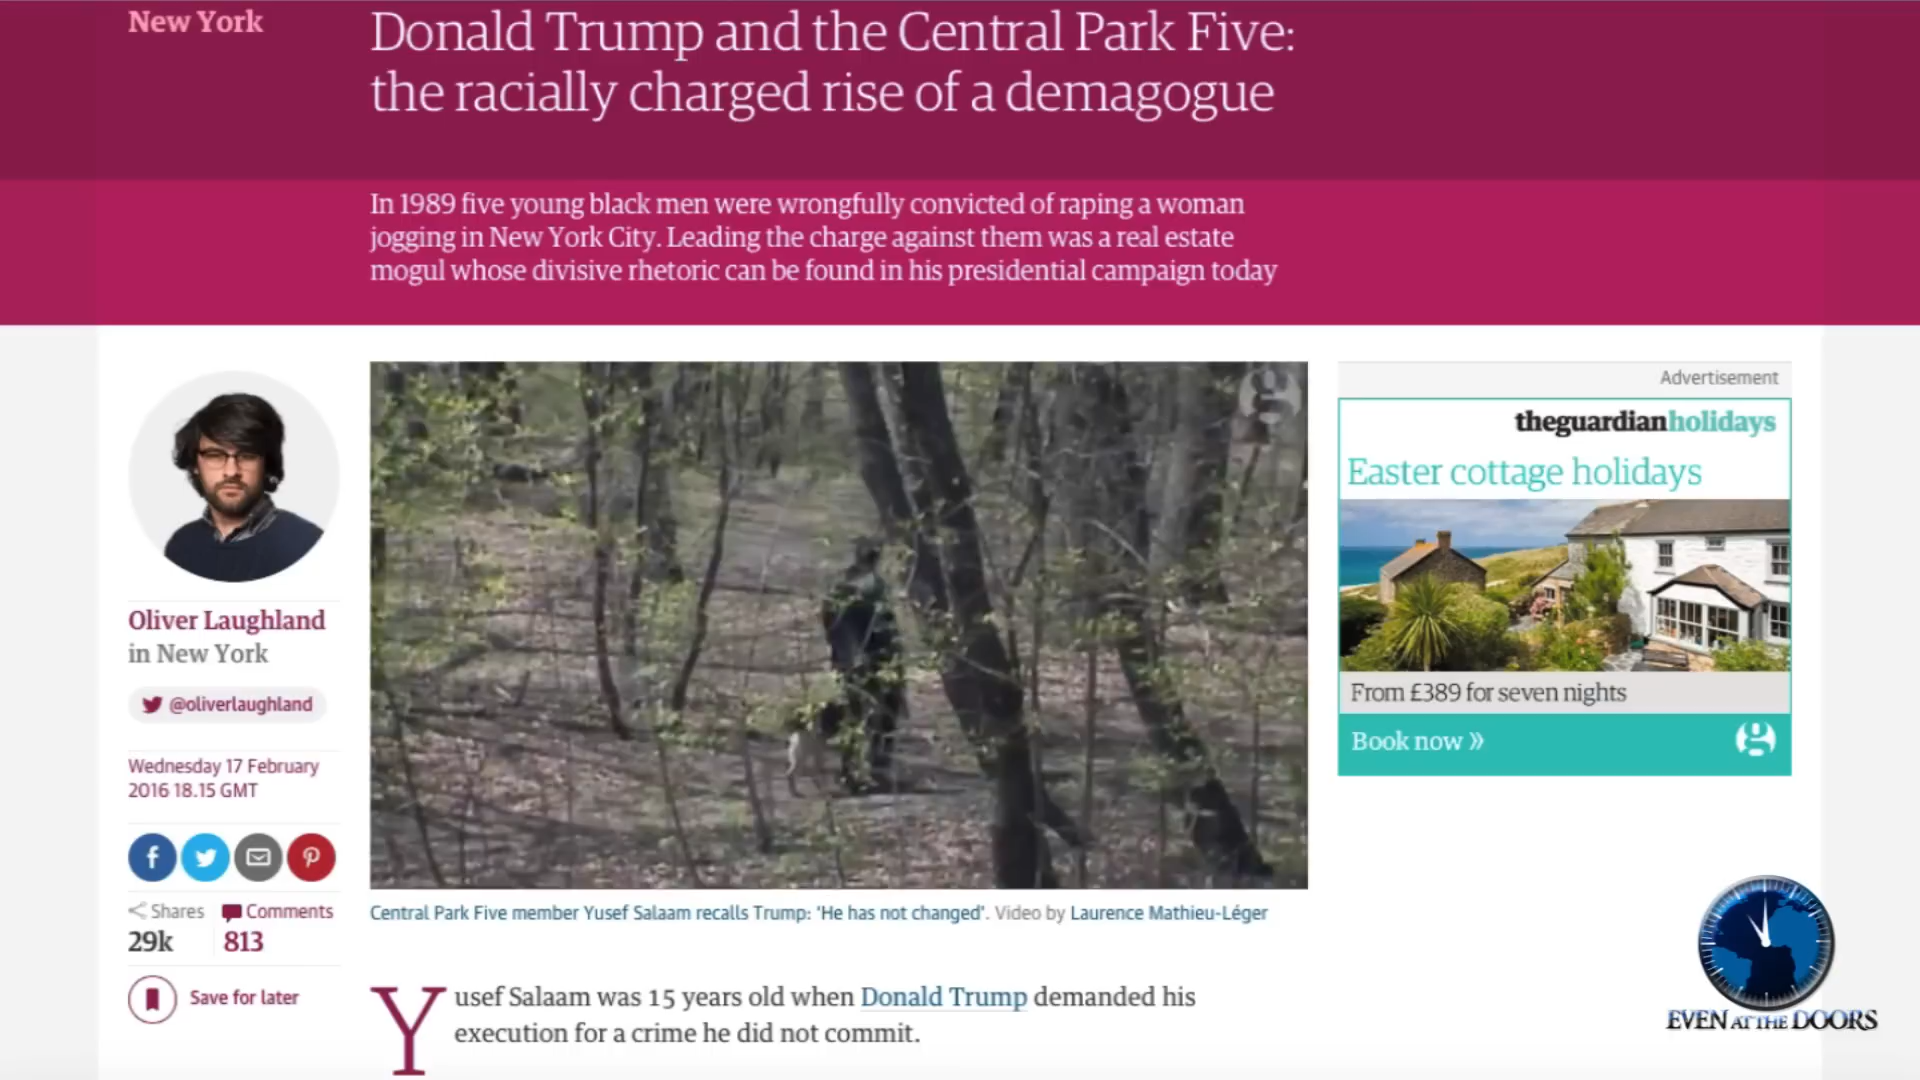 New York
Donald Trump and the Central Park Five:
the racially charged rise of a demagogue
In 1989 five young black men were wrongfully convicted of raping a woman
jogging in New York City. Leading the charge against them was a real estate
mogul whose divisive rhetoric can be found in his presidential campaign today
Oliver Laughland
in New York
@oliverlaughland
Wednesday 17 February
2016 18.15 GMT
Shares Comments
29k 813
Save for later
Central Park Five member Yusef Salaam recalls Trump: 'He has not changed'. Video by Laurence Mathieu-Léger
Yusef Salaam was 15 years old when Donald Trump demanded his
execution for a crime he did not commit.
Advertisement
theguardianholidays
Easter cottage holidays
From £389 for seven nights
Book now »
EVEN AT THE DOORS